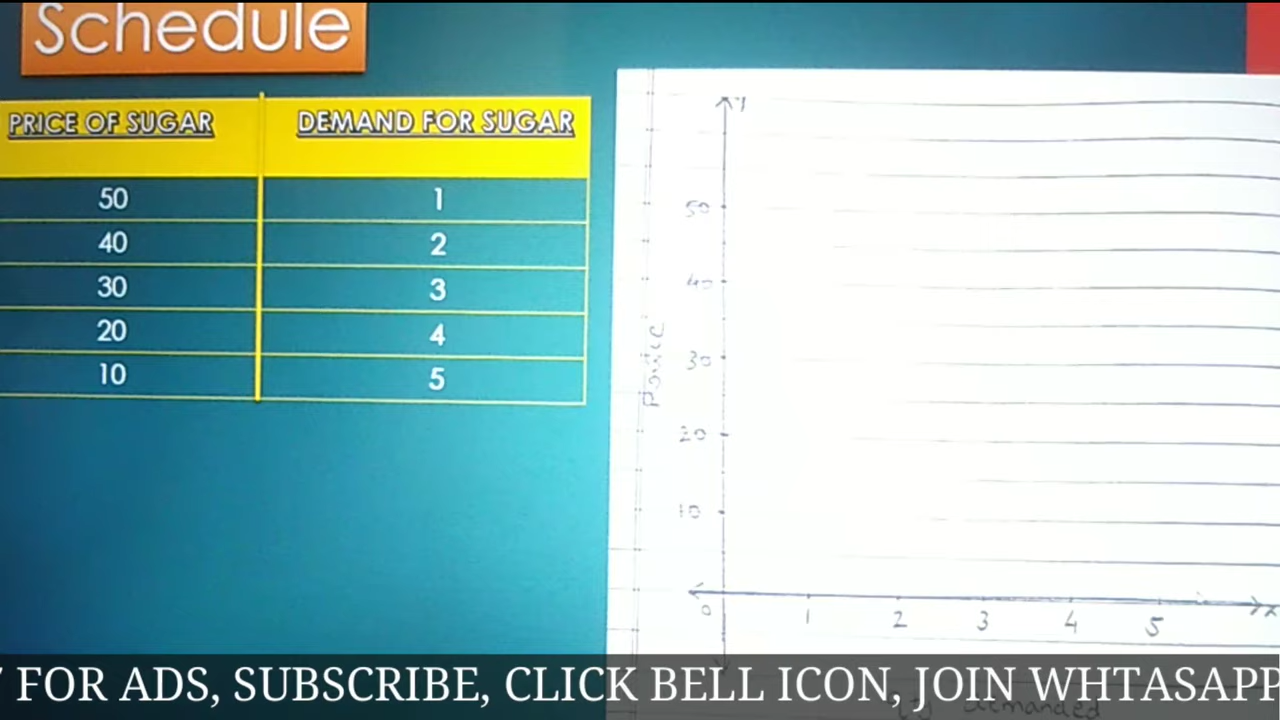 Schedule
PRICE OF SUGAR DEMAND FOR SUGAR
50 1
40 2
30 3
20 4
10 5
Y
50
40
30
20
10
Price
0 1 2 3 4 5 X
demanded
FOR ADS, SUBSCRIBE, CLICK BELL ICON, JOIN WHTASAPP